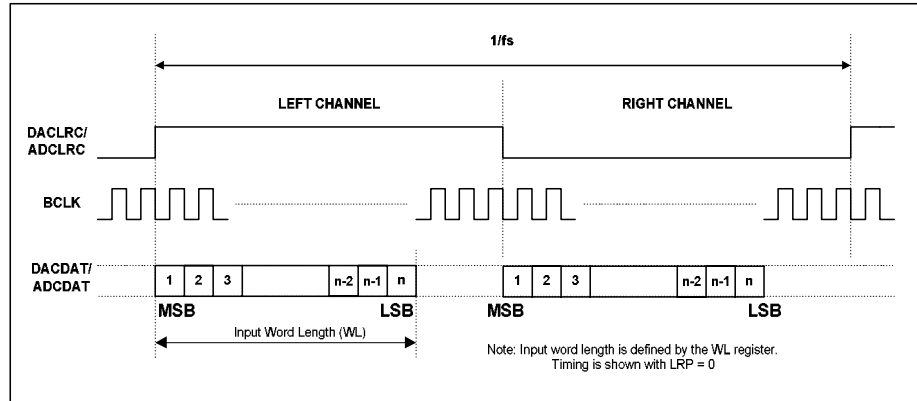 1/fs
LEFT CHANNEL
RIGHT CHANNEL
DACLRC/
ADCLRC
BCLK
DACDAT/
ADCDAT
1 2 3 n-2 n-1 n
1 2 3 n-2 n-1 n
MSB LSB
MSB LSB
Input Word Length (WL)
Note: Input word length is defined by the WL register.
Timing is shown with LRP = 0